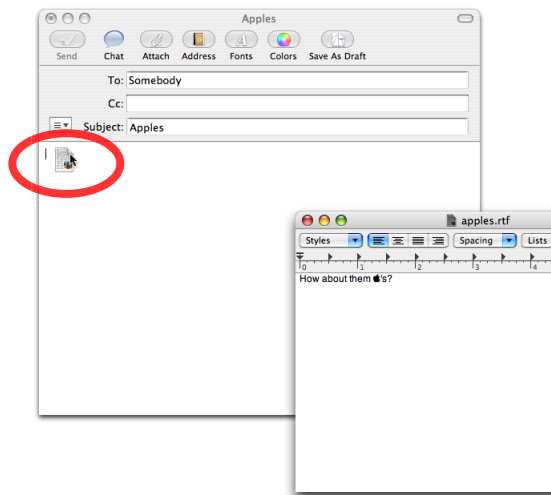 Apples
Send Chat Attach Address Fonts Colors Save As Draft
To: Somebody
Cc:
Subject: Apples
apples.rtf
Styles Spacing Lists
0 1 2 3 4
How about them 's?